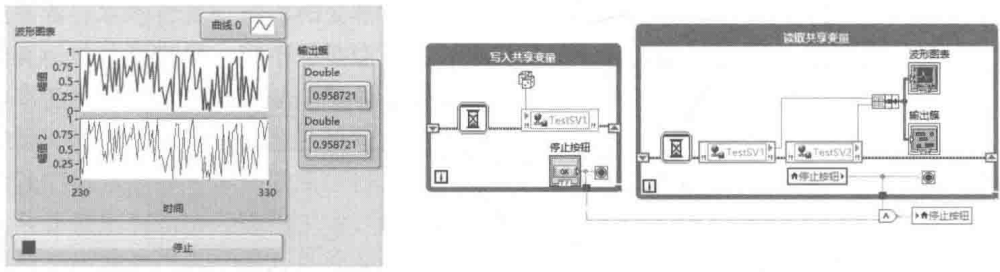 波形图表
曲线 0
幅值
1
0.75
0.5
0.25
0
幅值 2
1
0.75
0.5
0.25
0
230
330
时间
输出簇
Double
0.958721
Double
0.958721
停止
写入共享变量
TestSV1
停止按钮
OK
i
读取共享变量
波形图表
输出簇
TestSV1
TestSV2
停止按钮
i
A
停止按钮